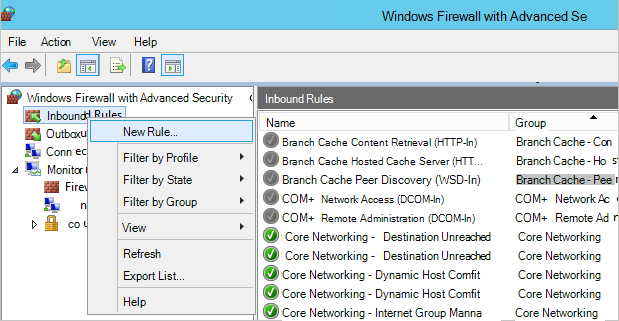 Windows Firewall with Advanced Se
File Action View Help
Windows Firewall with Advanced Security
Inbound Rules
Outbou
Conn ec
Monitor
Firew
n
co u
New Rule...
Filter by Profile
Filter by State
Filter by Group
View
Refresh
Export List...
Help
Inbound Rules
Name Group
Branch Cache Content Retrieval (HTTP-In) Branch Cache - Con
Branch Cache Hosted Cache Server (HTT... Branch Cache - Ho s
Branch Cache Peer Discovery (WSD-In) Branch Cache - Pee r
COM+ Network Access (DCOM-In) COM+ Network Ac c
COM+ Remote Administration (DCOM-In) COM+ Remote Ad n
Core Networking - Destination Unreached Core Networking
Core Networking - Destination Unreached Core Networking
Core Networking - Dynamic Host Comfit Core Networking
Core Networking - Dynamic Host Comfit Core Networking
Core Networking - Internet Group Manna Core Networking